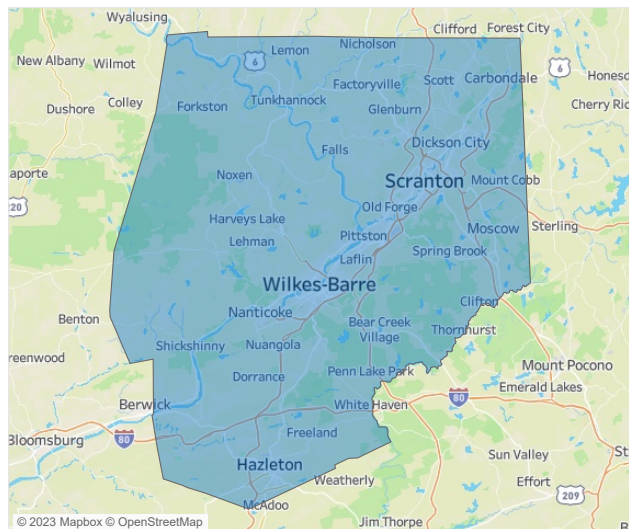 Wyalusing
Clifford
Forest City
Nicholson
Lemon
New Albany
Wilmot
6
6
Scott
Carbondale
Honesd
Factoryville
Colley
Tunkhannock
Dushore
Forkston
Glenburn
Cherry Rid
Dickson City
Falls
aporte
Noxen
Scranton
Mount Cobb
20
Old Forge
Harveys Lake
Moscow
Sterling
Lehman
Pittston
Spring Brook
Laflin
Wilkes-Barre
Clifton
Nanticoke
Benton
Bear Creek
Village
Thornhurst
Shickshinny
Nuangola
reenwood
Penn Lake Park
Mount Pocono
Dorrance
Emerald Lakes
Berwick
White Haven
80
Bloomsburg
80
Freeland
Sun Valley
Hazleton
Weatherly
Effort
209
McAdoo
Jim Thorpe
© 2023 Mapbox © OpenStreetMap